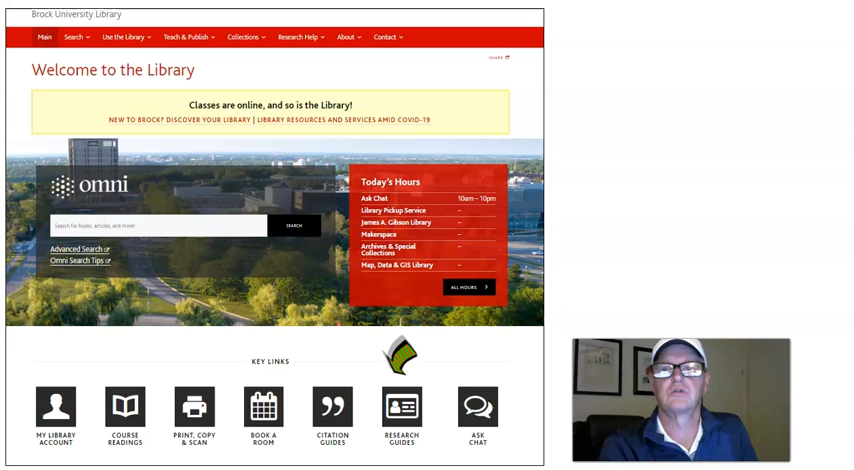 Brock University Library
Main Search Use the Library Teach & Publish Collections Research Help About Contact
SHARE
Welcome to the Library
Classes are online, and so is the Library!
NEW TO BROCK? DISCOVER YOUR LIBRARY | LIBRARY RESOURCES AND SERVICES AMID COVID-19
omni
Search for books, articles, and more!
SEARCH
Advanced Search
Omni Search Tips
Today's Hours
Ask Chat 10am – 10pm
Library Pickup Service –
James A. Gibson Library –
Makerspace –
Archives & Special –
Collections
Map, Data & GIS Library –
ALL HOURS
KEY LINKS
MY LIBRARY
ACCOUNT
COURSE
READINGS
PRINT, COPY
& SCAN
BOOK A
ROOM
CITATION
GUIDES
RESEARCH
GUIDES
ASK
CHAT